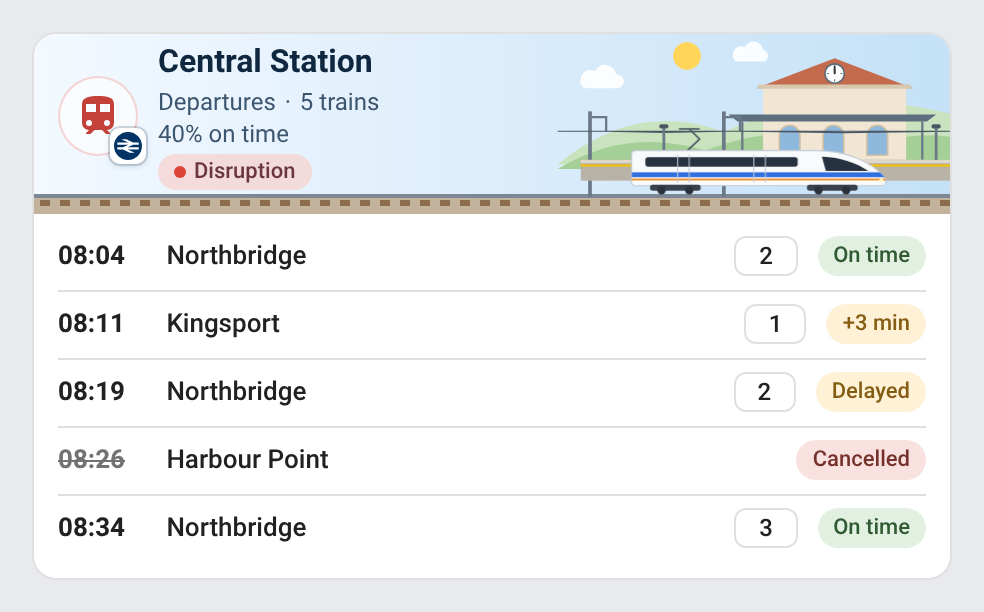 Central Station
Departures · 5 trains
40% on time
Disruption
08:04 Northbridge 2 On time
08:11 Kingsport 1 +3 min
08:19 Northbridge 2 Delayed
08:26 Harbour Point Cancelled
08:34 Northbridge 3 On time